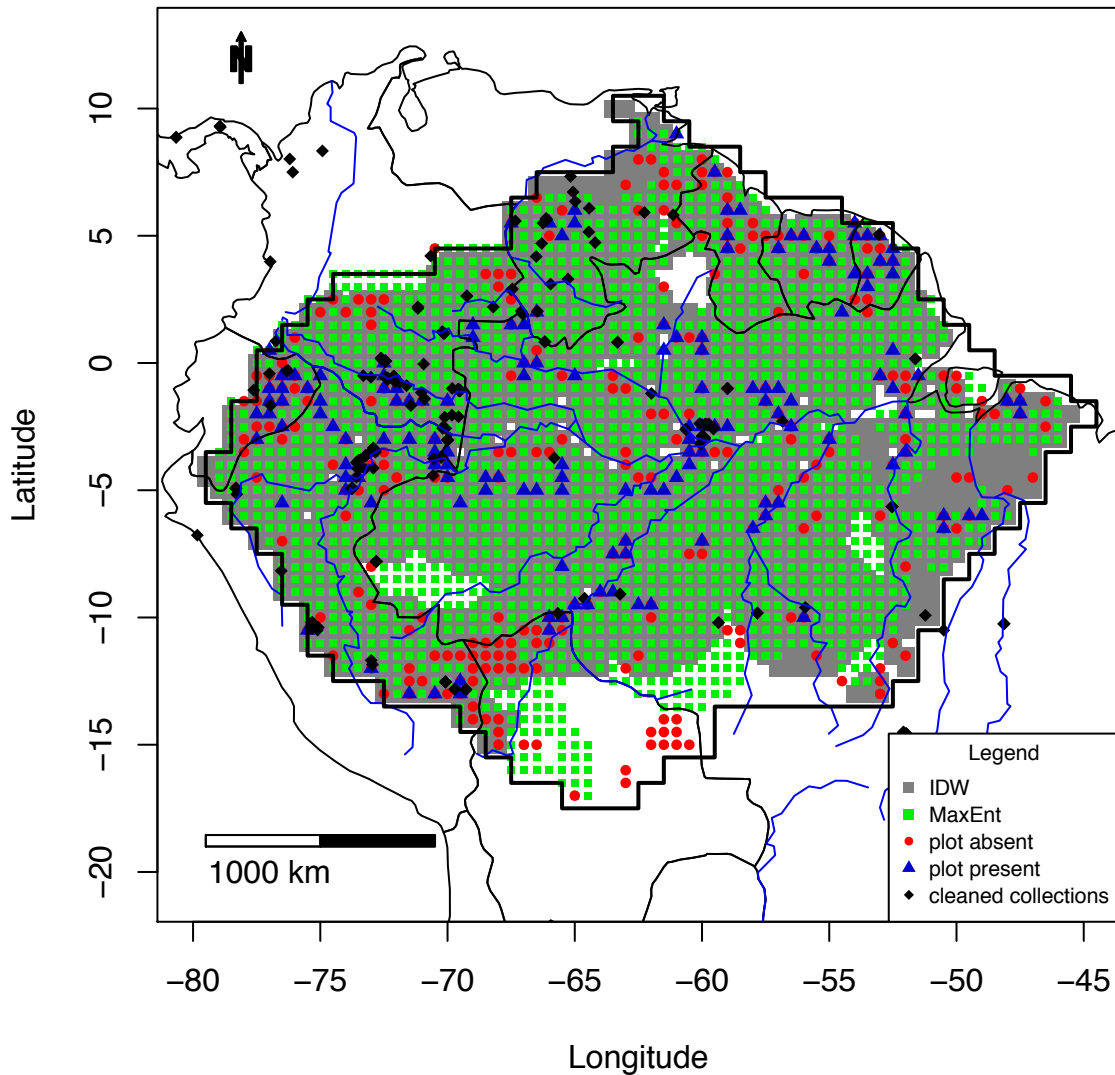 N
10
5
0
−5
−10
−15
−20
Latitude
1000 km
Legend
IDW
MaxEnt
plot absent
plot present
cleaned collections
−80 −75 −70 −65 −60 −55 −50 −45
Longitude